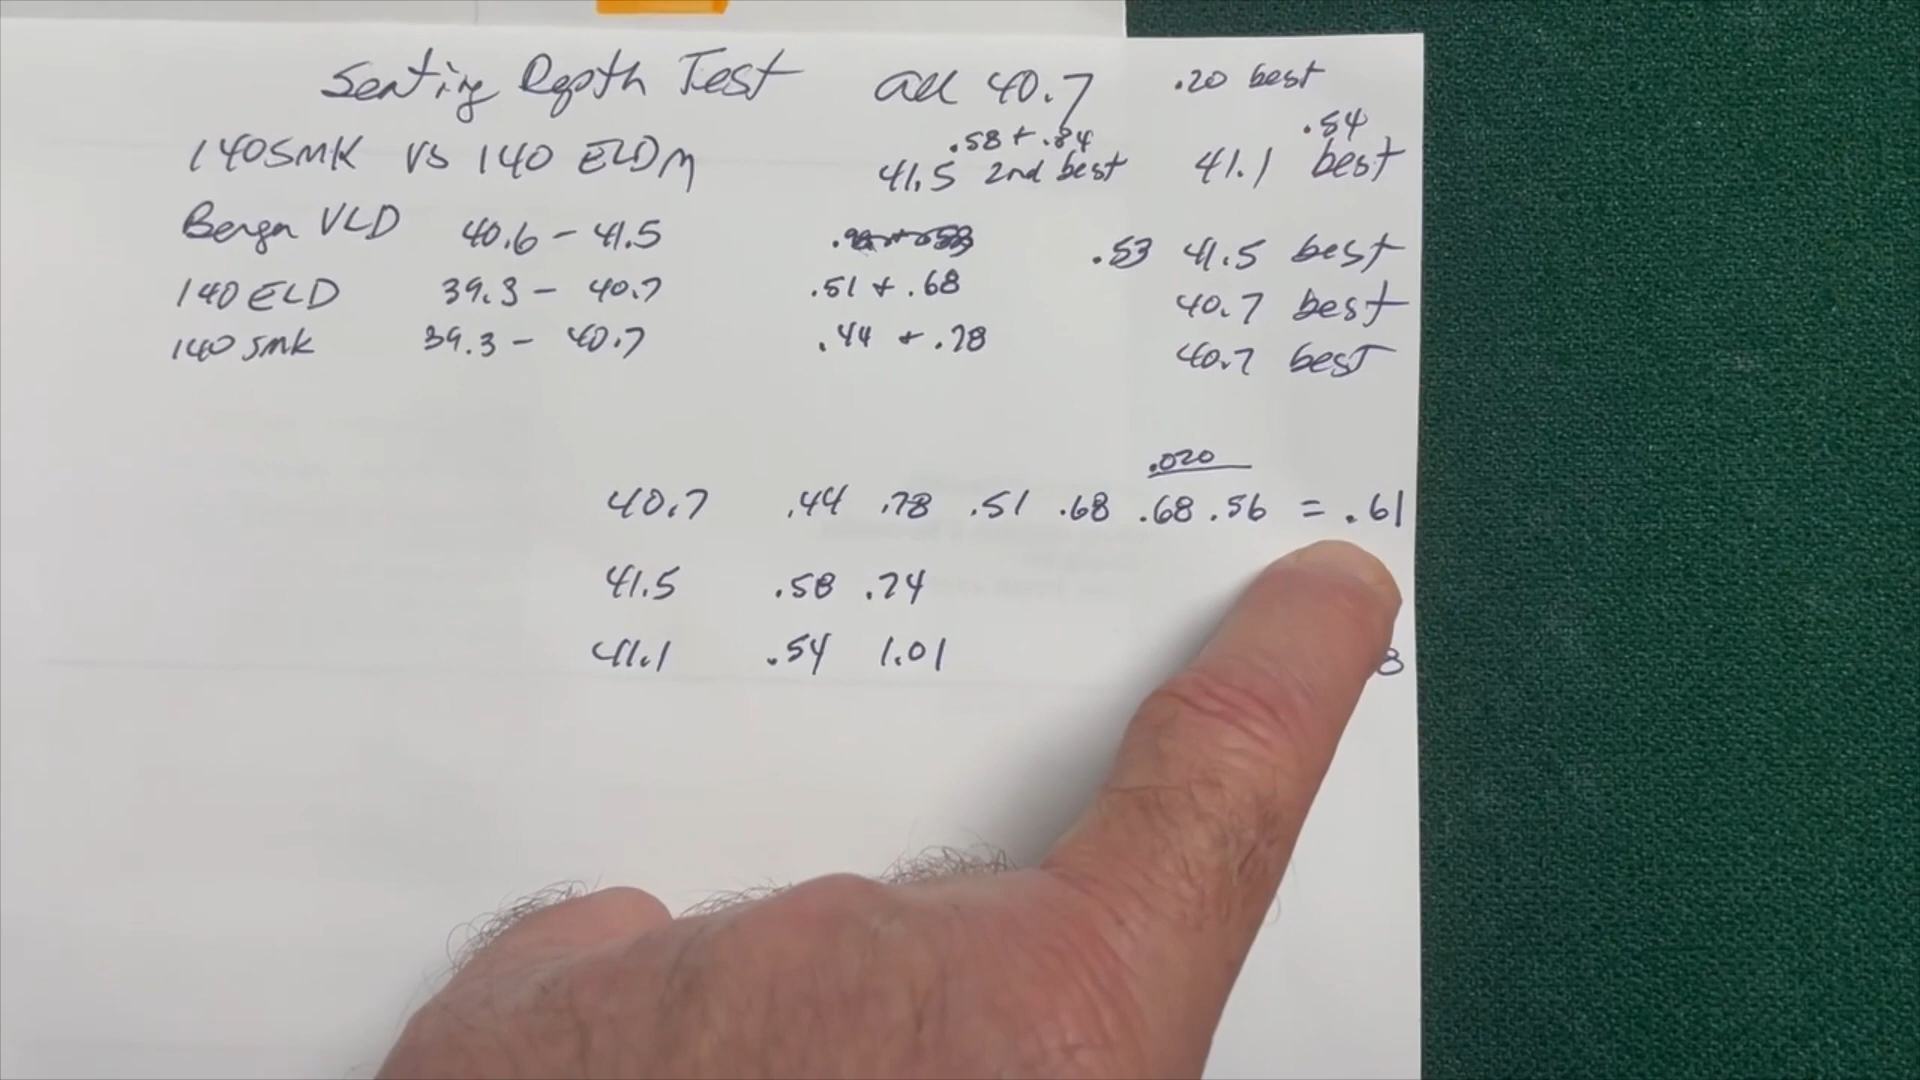 Seating Depth Test all 40.7 .20 best
.58 + .84 .54
140SMK VS 140 ELDM 41.5 2nd best 41.1 best
Berger VLD 40.6 - 41.5 .53 41.5 best
140 ELD 39.3 - 40.7 .51 + .68 40.7 best
140 SMK 39.3 - 40.7 .44 + .78 40.7 best
.020
40.7 .44 .78 .51 .68 .68 .56 = .61
41.5 .58 .74
41.1 .54 1.01 8